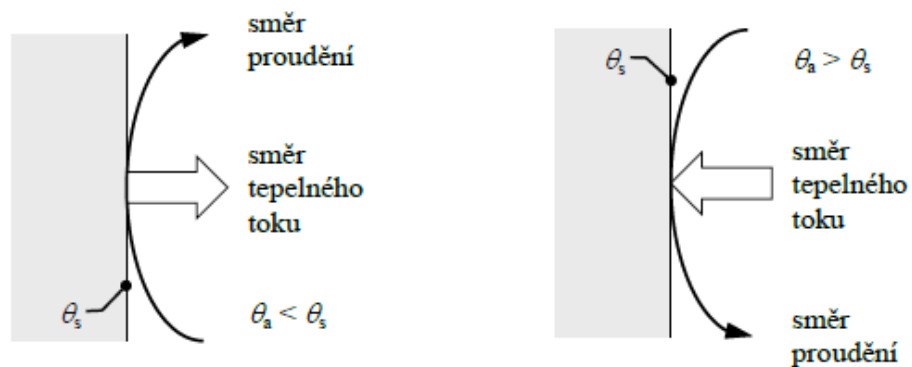 směr
proudění
směr
tepelného
toku
θs
θa < θs
θs
θa > θs
směr
tepelného
toku
směr
proudění